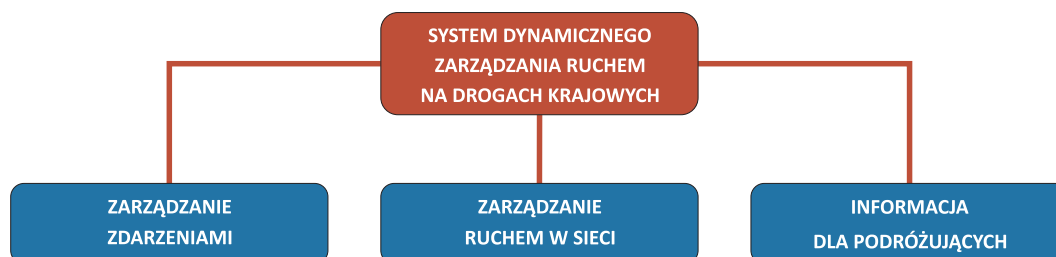 SYSTEM DYNAMICZNEGO
ZARZĄDZANIA RUCHEM
NA DROGACH KRAJOWYCH
ZARZĄDZANIE
ZDARZENIAMI
ZARZĄDZANIE
RUCHEM W SIECI
INFORMACJA
DLA PODRÓŻUJĄCYCH